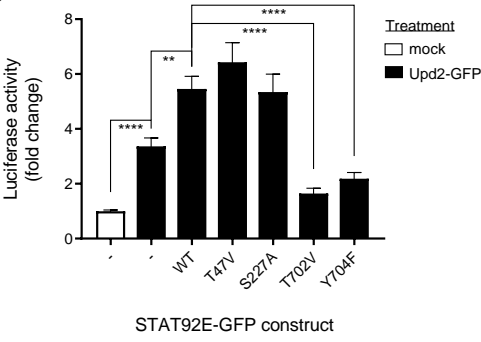 ****
****
Treatment
mock
Upd2-GFP
**
****
8
6
4
2
0
Luciferase activity
(fold change)
-
-
WT
T47V
S227A
T702V
Y704F
STAT92E-GFP construct